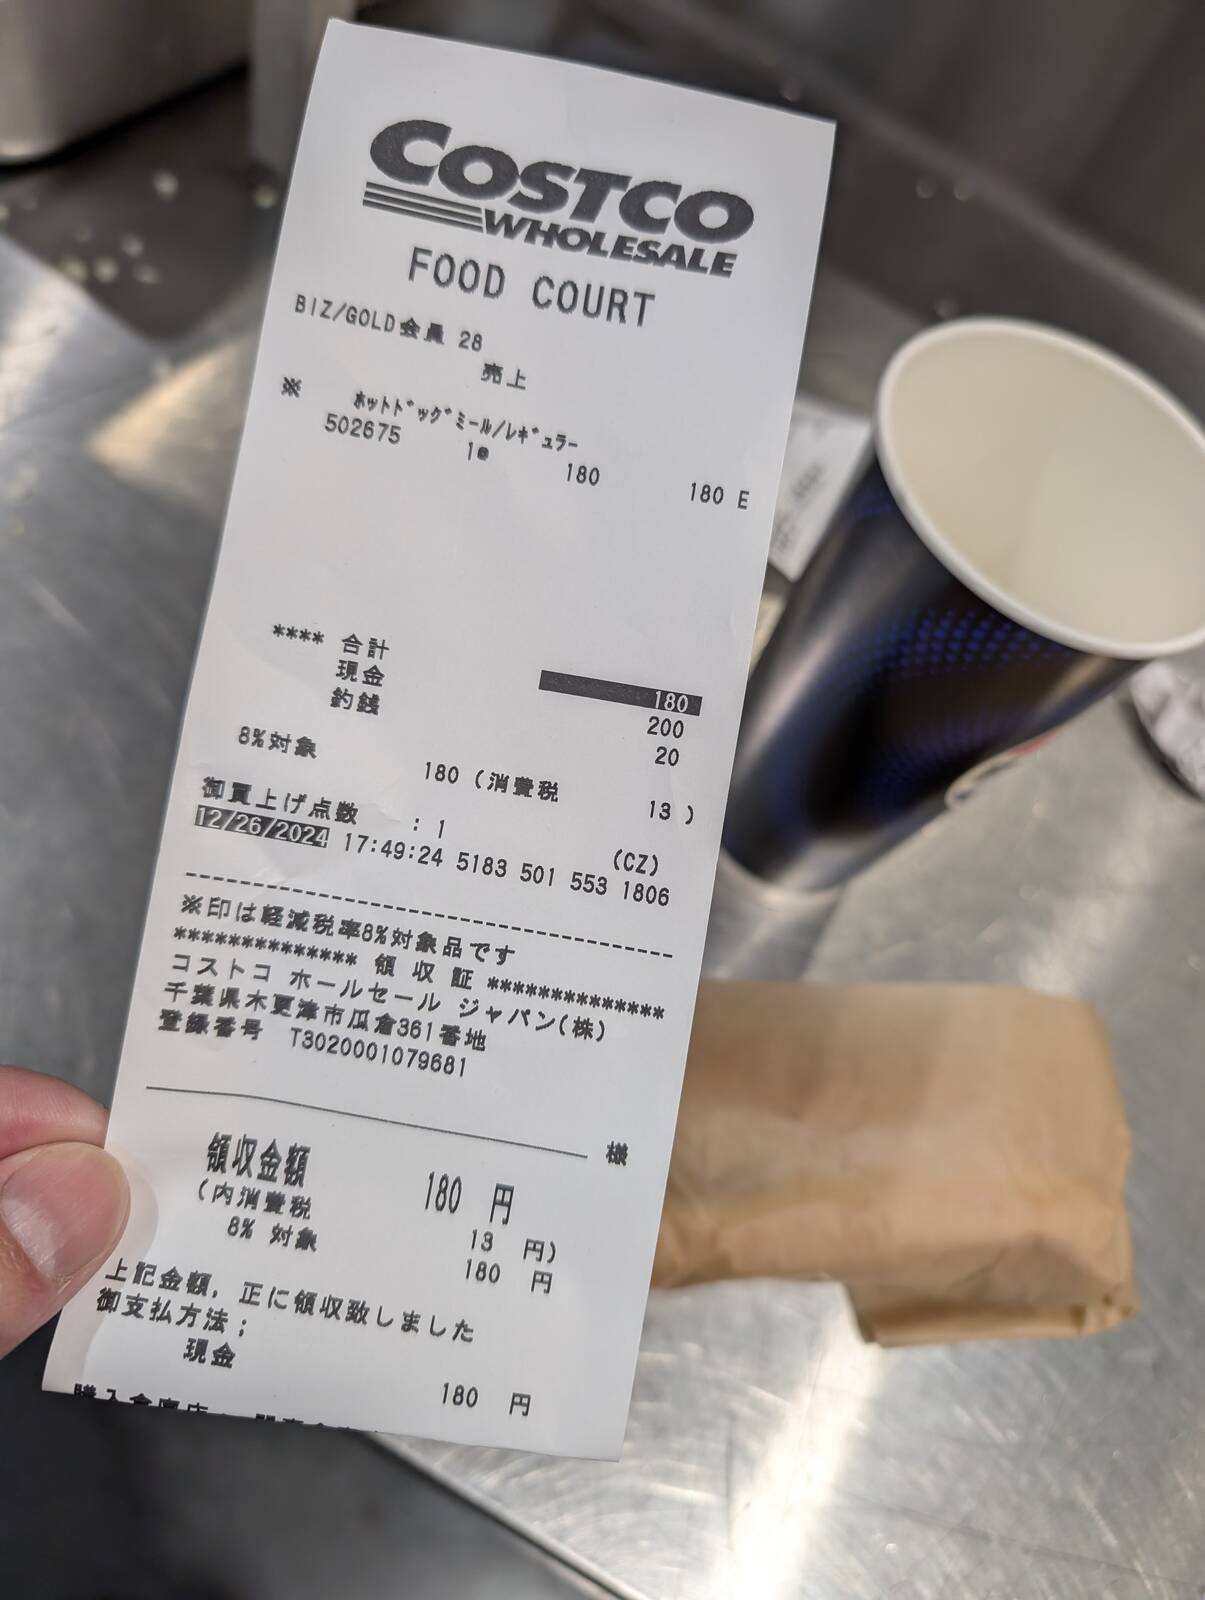 COSTCO
WHOLESALE
FOOD COURT
BIZ/GOLD会員 28
売上
※ ホットドッグミール/レギュラー
502675 1@ 180 180 E
**** 合計 180
現金 200
釣銭 20
8%対象 180 (消費税 13 )
御買上げ点数 : 1 (CZ)
12/26/2024 17:49:24 5183 501 553 1806
--------------------------------
※印は軽減税率8%対象品です
************** 領 収 証 **************
コストコ ホールセール ジャパン(株)
千葉県木更津市瓜倉361番地
登録番号 T3020001079681
様
領収金額 180 円
(内消費税 13 円)
8% 対象 180 円
上記金額, 正に領収致しました
御支払方法;
現金 180 円